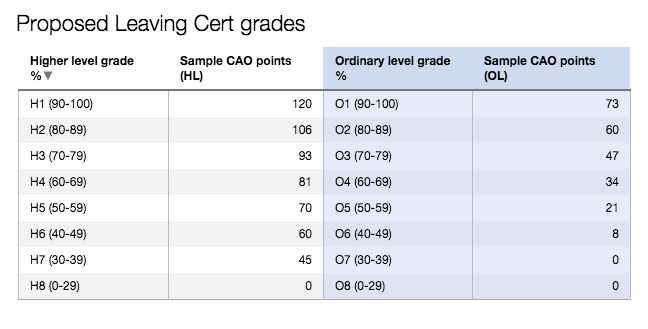 Proposed Leaving Cert grades
Higher level grade Sample CAO points Ordinary level grade Sample CAO points
%▼ (HL) % (OL)
H1 (90-100) 120 O1 (90-100) 73
H2 (80-89) 106 O2 (80-89) 60
H3 (70-79) 93 O3 (70-79) 47
H4 (60-69) 81 O4 (60-69) 34
H5 (50-59) 70 O5 (50-59) 21
H6 (40-49) 60 O6 (40-49) 8
H7 (30-39) 45 O7 (30-39) 0
H8 (0-29) 0 O8 (0-29) 0